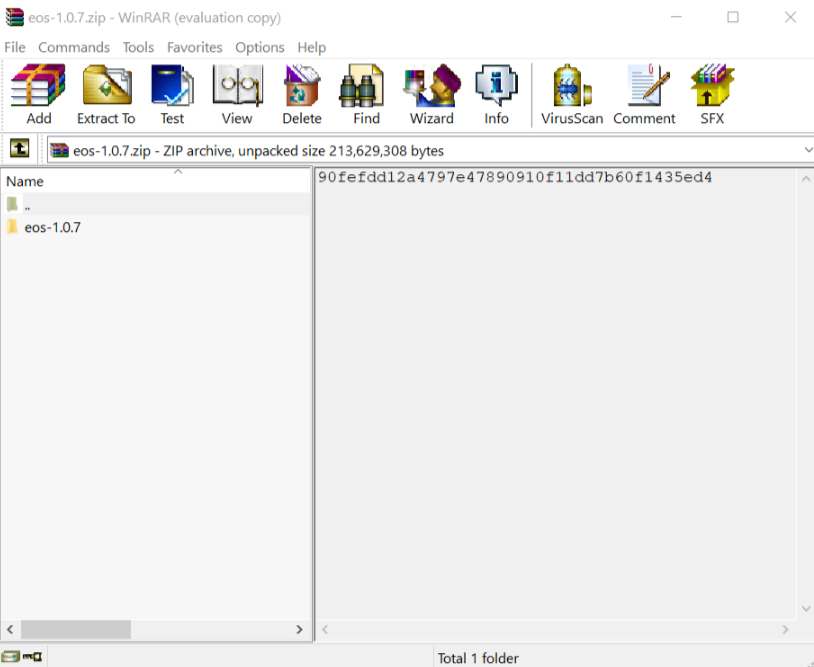 eos-1.0.7.zip - WinRAR (evaluation copy)
File Commands Tools Favorites Options Help
Add Extract To Test View Delete Find Wizard Info VirusScan Comment SFX
eos-1.0.7.zip - ZIP archive, unpacked size 213,629,308 bytes
Name
90fefdd12a4797e47890910f11dd7b60f1435ed4
..
eos-1.0.7
Total 1 folder